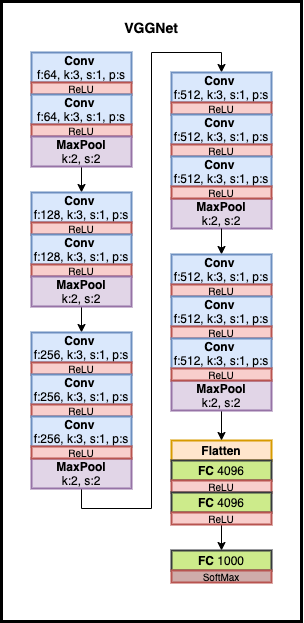 VGGNet
Conv
f:64, k:3, s:1, p:s
ReLU
Conv
f:64, k:3, s:1, p:s
ReLU
MaxPool
k:2, s:2
Conv
f:128, k:3, s:1, p:s
ReLU
Conv
f:128, k:3, s:1, p:s
ReLU
MaxPool
k:2, s:2
Conv
f:256, k:3, s:1, p:s
ReLU
Conv
f:256, k:3, s:1, p:s
ReLU
Conv
f:256, k:3, s:1, p:s
ReLU
MaxPool
k:2, s:2
Conv
f:512, k:3, s:1, p:s
ReLU
Conv
f:512, k:3, s:1, p:s
ReLU
Conv
f:512, k:3, s:1, p:s
ReLU
MaxPool
k:2, s:2
Conv
f:512, k:3, s:1, p:s
ReLU
Conv
f:512, k:3, s:1, p:s
ReLU
Conv
f:512, k:3, s:1, p:s
ReLU
MaxPool
k:2, s:2
Flatten
FC 4096
ReLU
FC 4096
ReLU
FC 1000
SoftMax